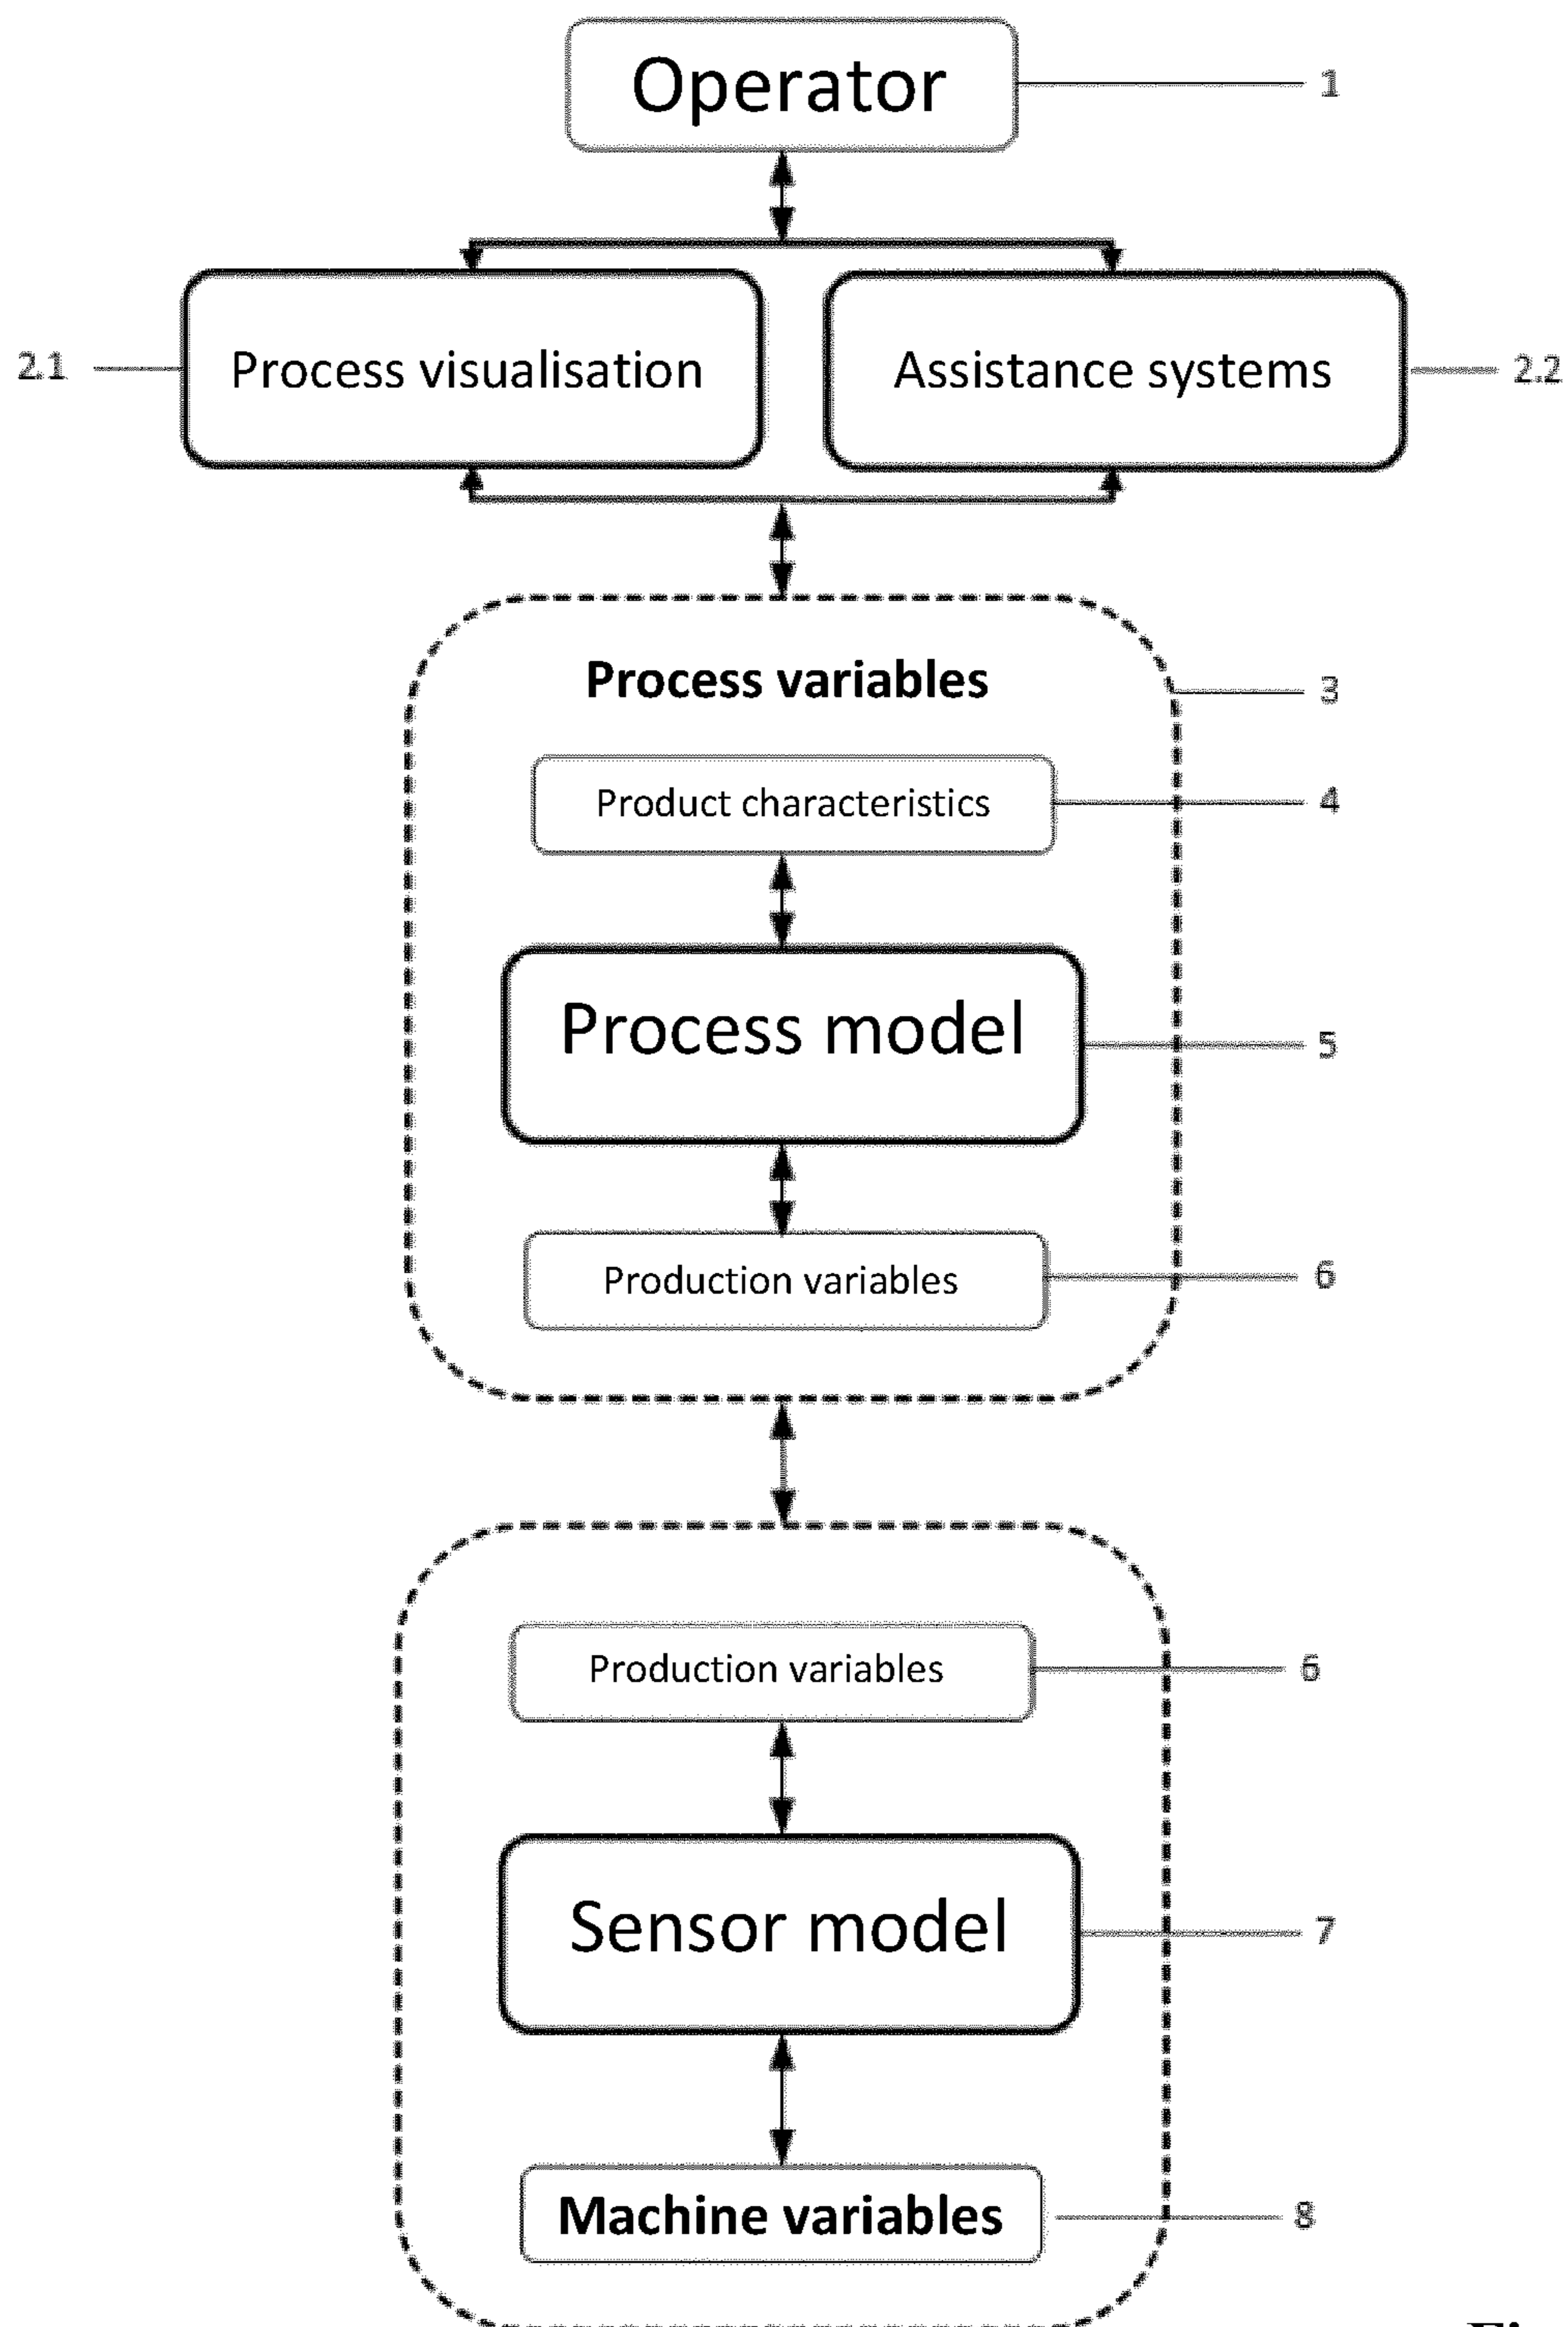 Operator
1
2.1
Process visualisation
Assistance systems
2.2
Process variables
3
Product characteristics
4
Process model
5
Production variables
6
Production variables
6
Sensor model
7
Machine variables
8